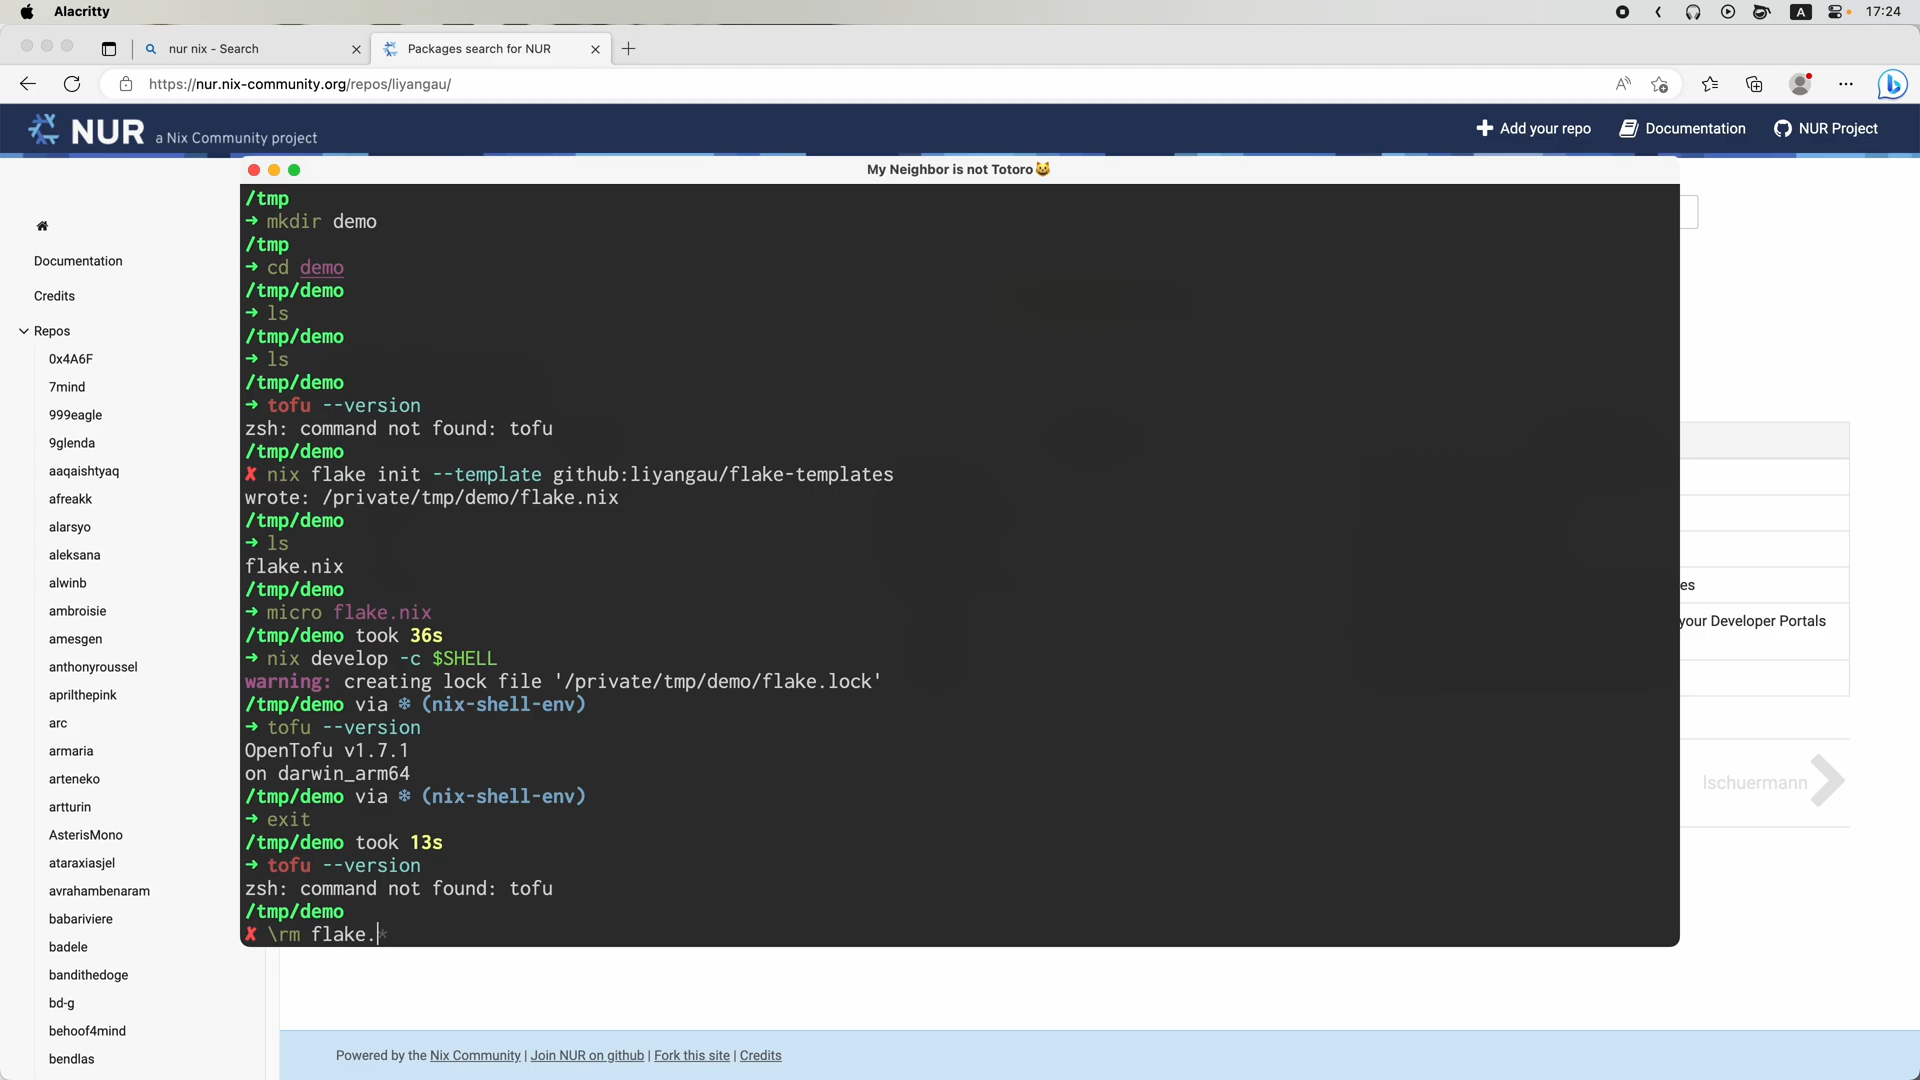 Alacritty
A
17:24
nur nix - Search
Packages search for NUR
https://nur.nix-community.org/repos/liyangau/
NUR a Nix Community project
Add your repo
Documentation
NUR Project
My Neighbor is not Totoro😺
/tmp
➜ mkdir demo
/tmp
➜ cd demo
/tmp/demo
➜ ls
/tmp/demo
➜ ls
/tmp/demo
➜ tofu --version
zsh: command not found: tofu
/tmp/demo
✘ nix flake init --template github:liyangau/flake-templates
wrote: /private/tmp/demo/flake.nix
/tmp/demo
➜ ls
flake.nix
/tmp/demo
➜ micro flake.nix
/tmp/demo took 36s
➜ nix develop -c $SHELL
warning: creating lock file '/private/tmp/demo/flake.lock'
/tmp/demo via ❄ (nix-shell-env)
➜ tofu --version
OpenTofu v1.7.1
on darwin_arm64
/tmp/demo via ❄ (nix-shell-env)
➜ exit
/tmp/demo took 13s
➜ tofu --version
zsh: command not found: tofu
/tmp/demo
✘ \rm flake.*
Documentation
Credits
Repos
0x4A6F
7mind
999eagle
9glenda
aaqaishtyaq
afreakk
alarsyo
aleksana
alwinb
ambroisie
amesgen
anthonyroussel
aprilthepink
arc
armaria
arteneko
artturin
AsterisMono
ataraxiasjel
avrahambenaram
babariviere
badele
bandithedoge
bd-g
behoof4mind
bendlas
es
your Developer Portals
lschuermann
Powered by the Nix Community | Join NUR on github | Fork this site | Credits